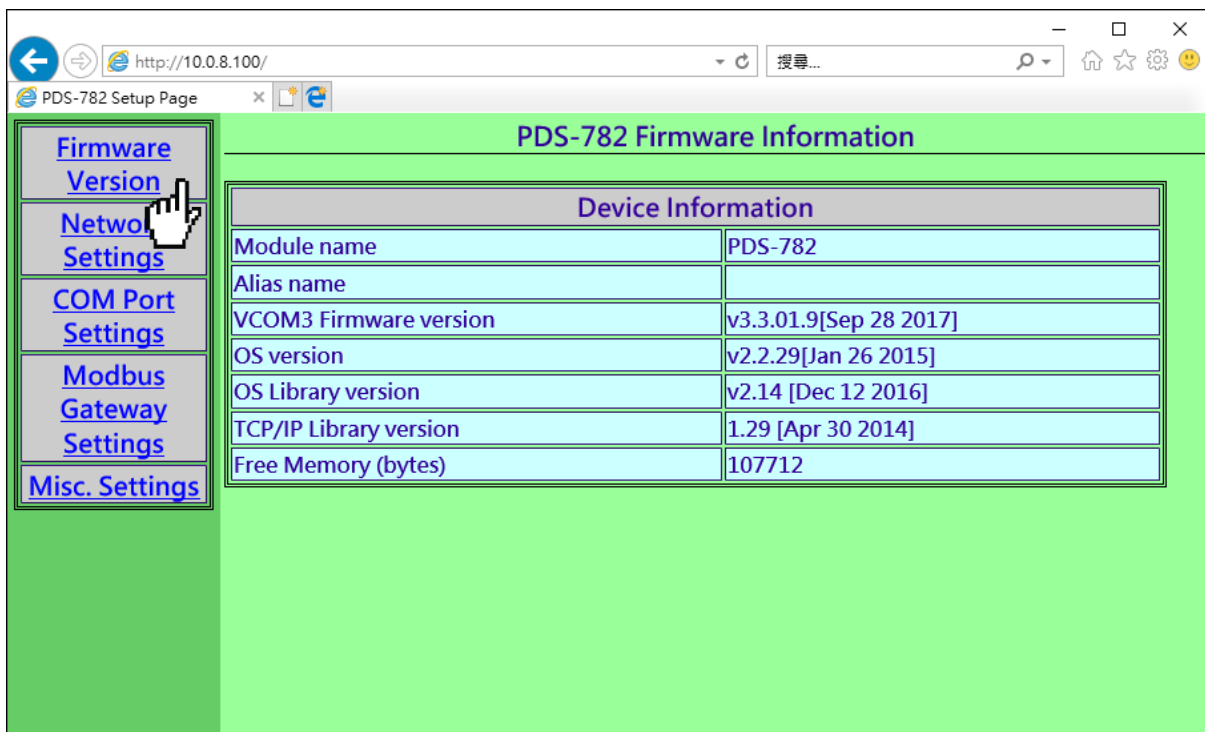 http://10.0.8.100/
搜尋...
PDS-782 Setup Page
Firmware
Version
Network
Settings
COM Port
Settings
Modbus
Gateway
Settings
Misc. Settings
PDS-782 Firmware Information
Device Information
Module name PDS-782
Alias name
VCOM3 Firmware version v3.3.01.9[Sep 28 2017]
OS version v2.2.29[Jan 26 2015]
OS Library version v2.14 [Dec 12 2016]
TCP/IP Library version 1.29 [Apr 30 2014]
Free Memory (bytes) 107712